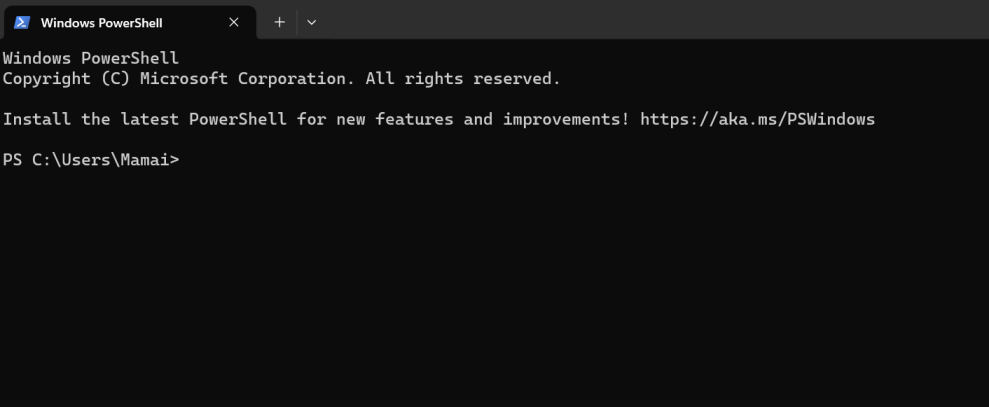 Windows PowerShell
Windows PowerShell
Copyright (C) Microsoft Corporation. All rights reserved.
Install the latest PowerShell for new features and improvements! https://aka.ms/PSWindows
PS C:\Users\Mamai>